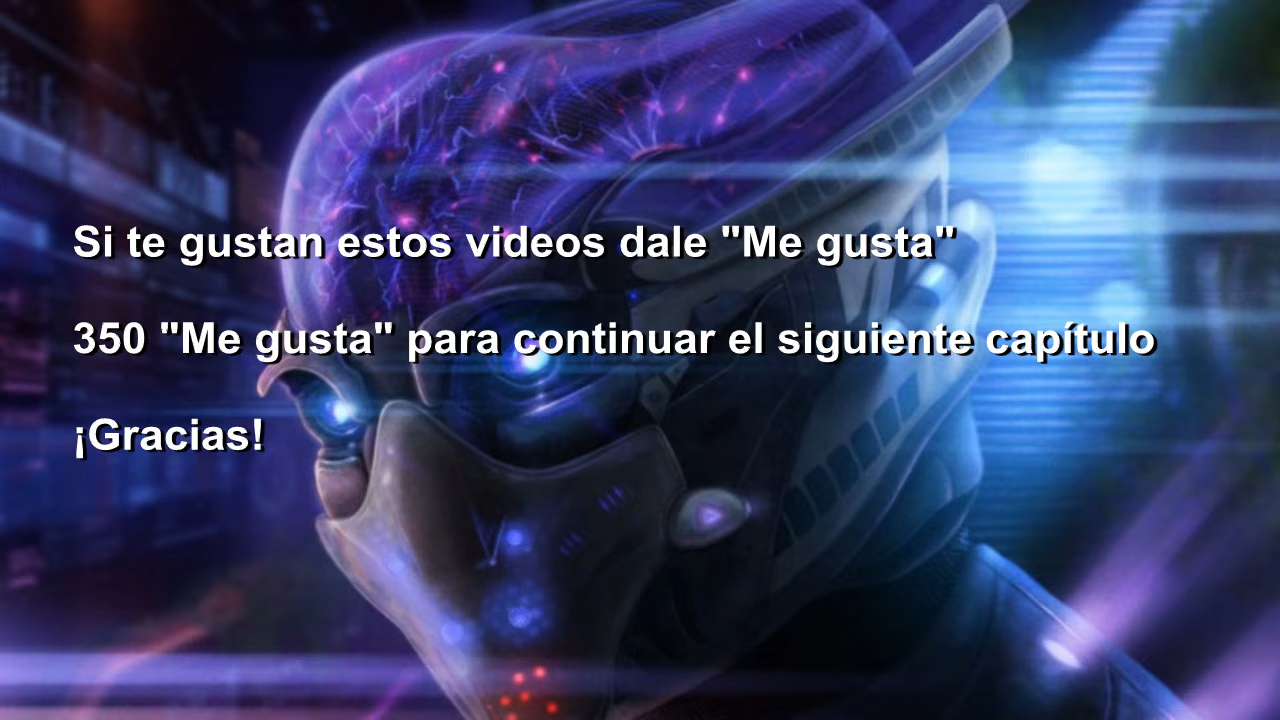 Si te gustan estos videos dale "Me gusta"
350 "Me gusta" para continuar el siguiente capítulo
¡Gracias!